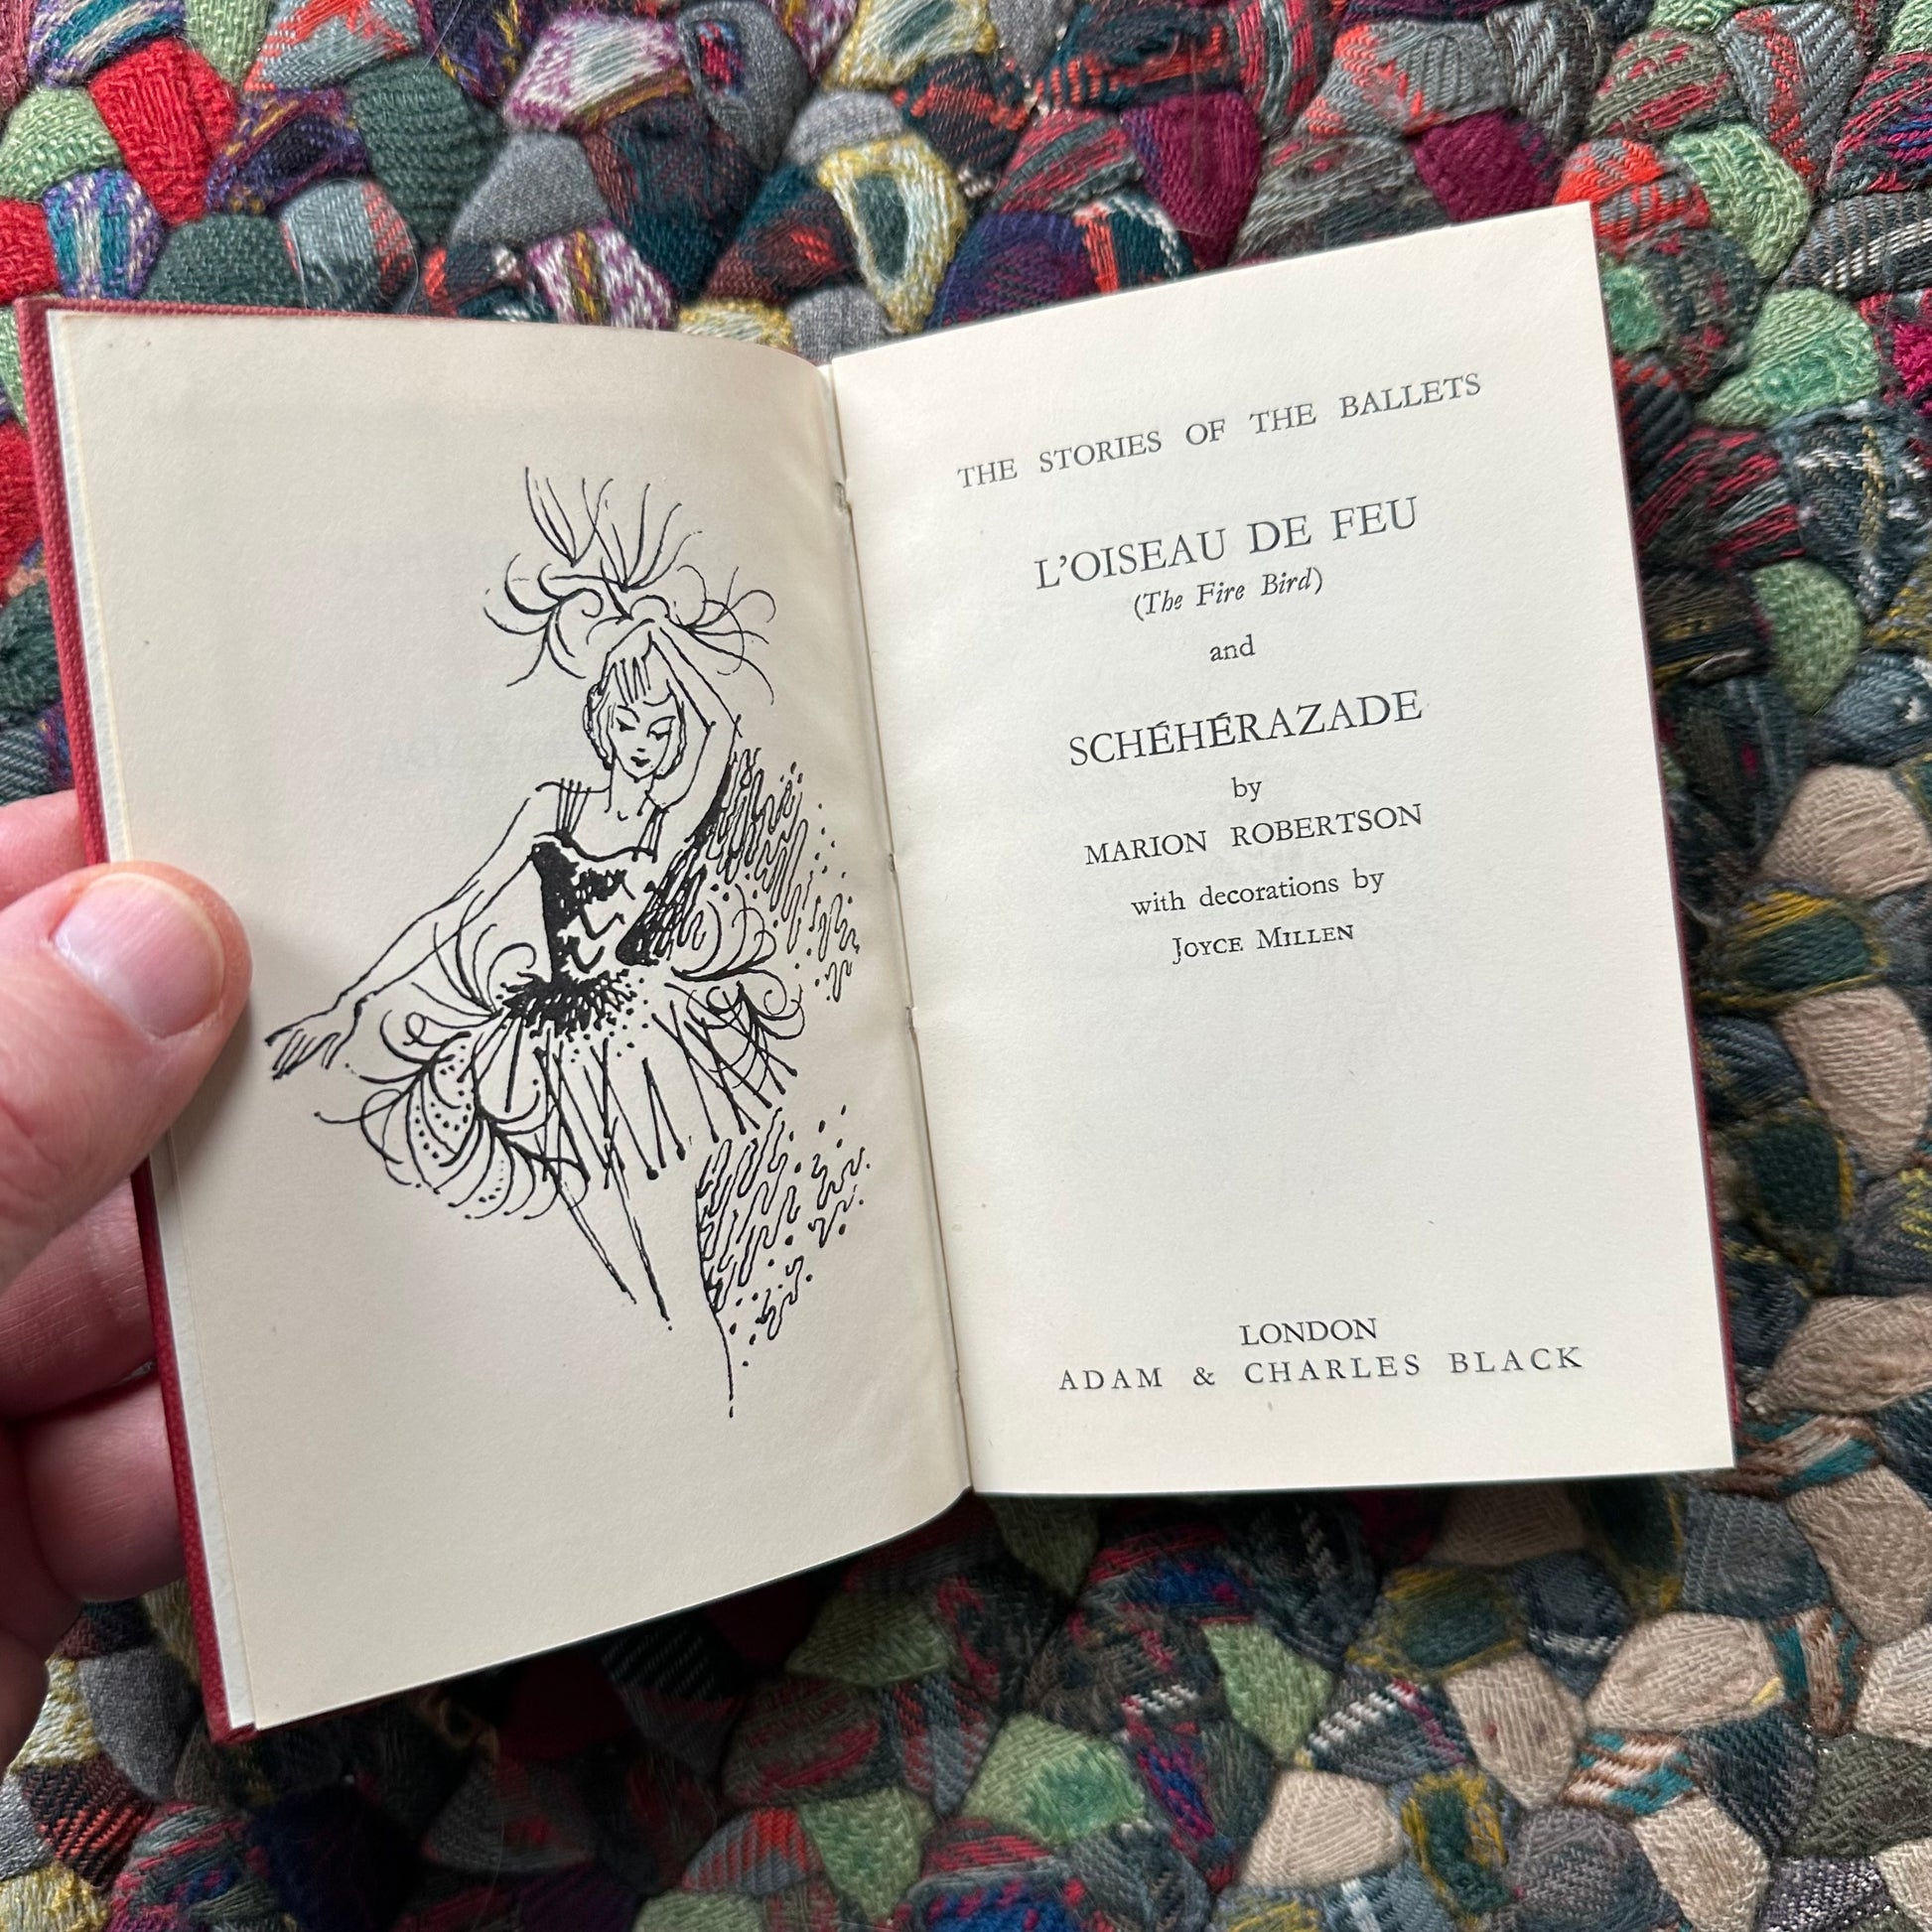 THE STORIES OF THE BALLETS
L'OISEAU DE FEU
(The Fire Bird)
and
SCHÉHÉRAZADE
by
MARION ROBERTSON
with decorations by
JOYCE MILLEN
LONDON
ADAM & CHARLES BLACK